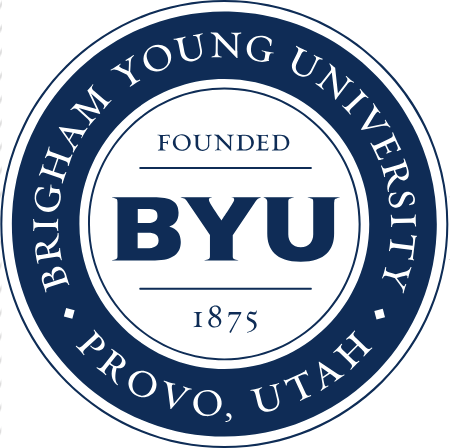 BRIGHAM YOUNG UNIVERSITY
FOUNDED
BYU
1875
PROVO, UTAH